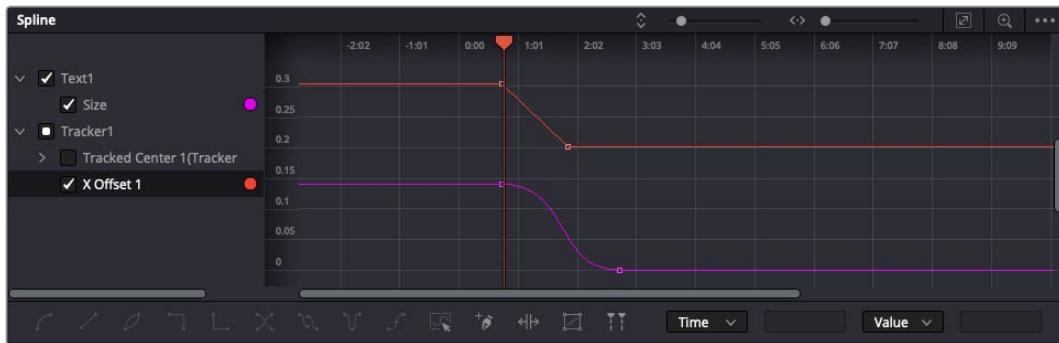 Spline
-2:02 -1:01 0:00 1:01 2:02 3:03 4:04 5:05 6:06 7:07 8:08 9:09
Text1
Size
Tracker1
Tracked Center 1(Tracker
X Offset 1
0.3
0.25
0.2
0.15
0.1
0.05
0
Time
Value